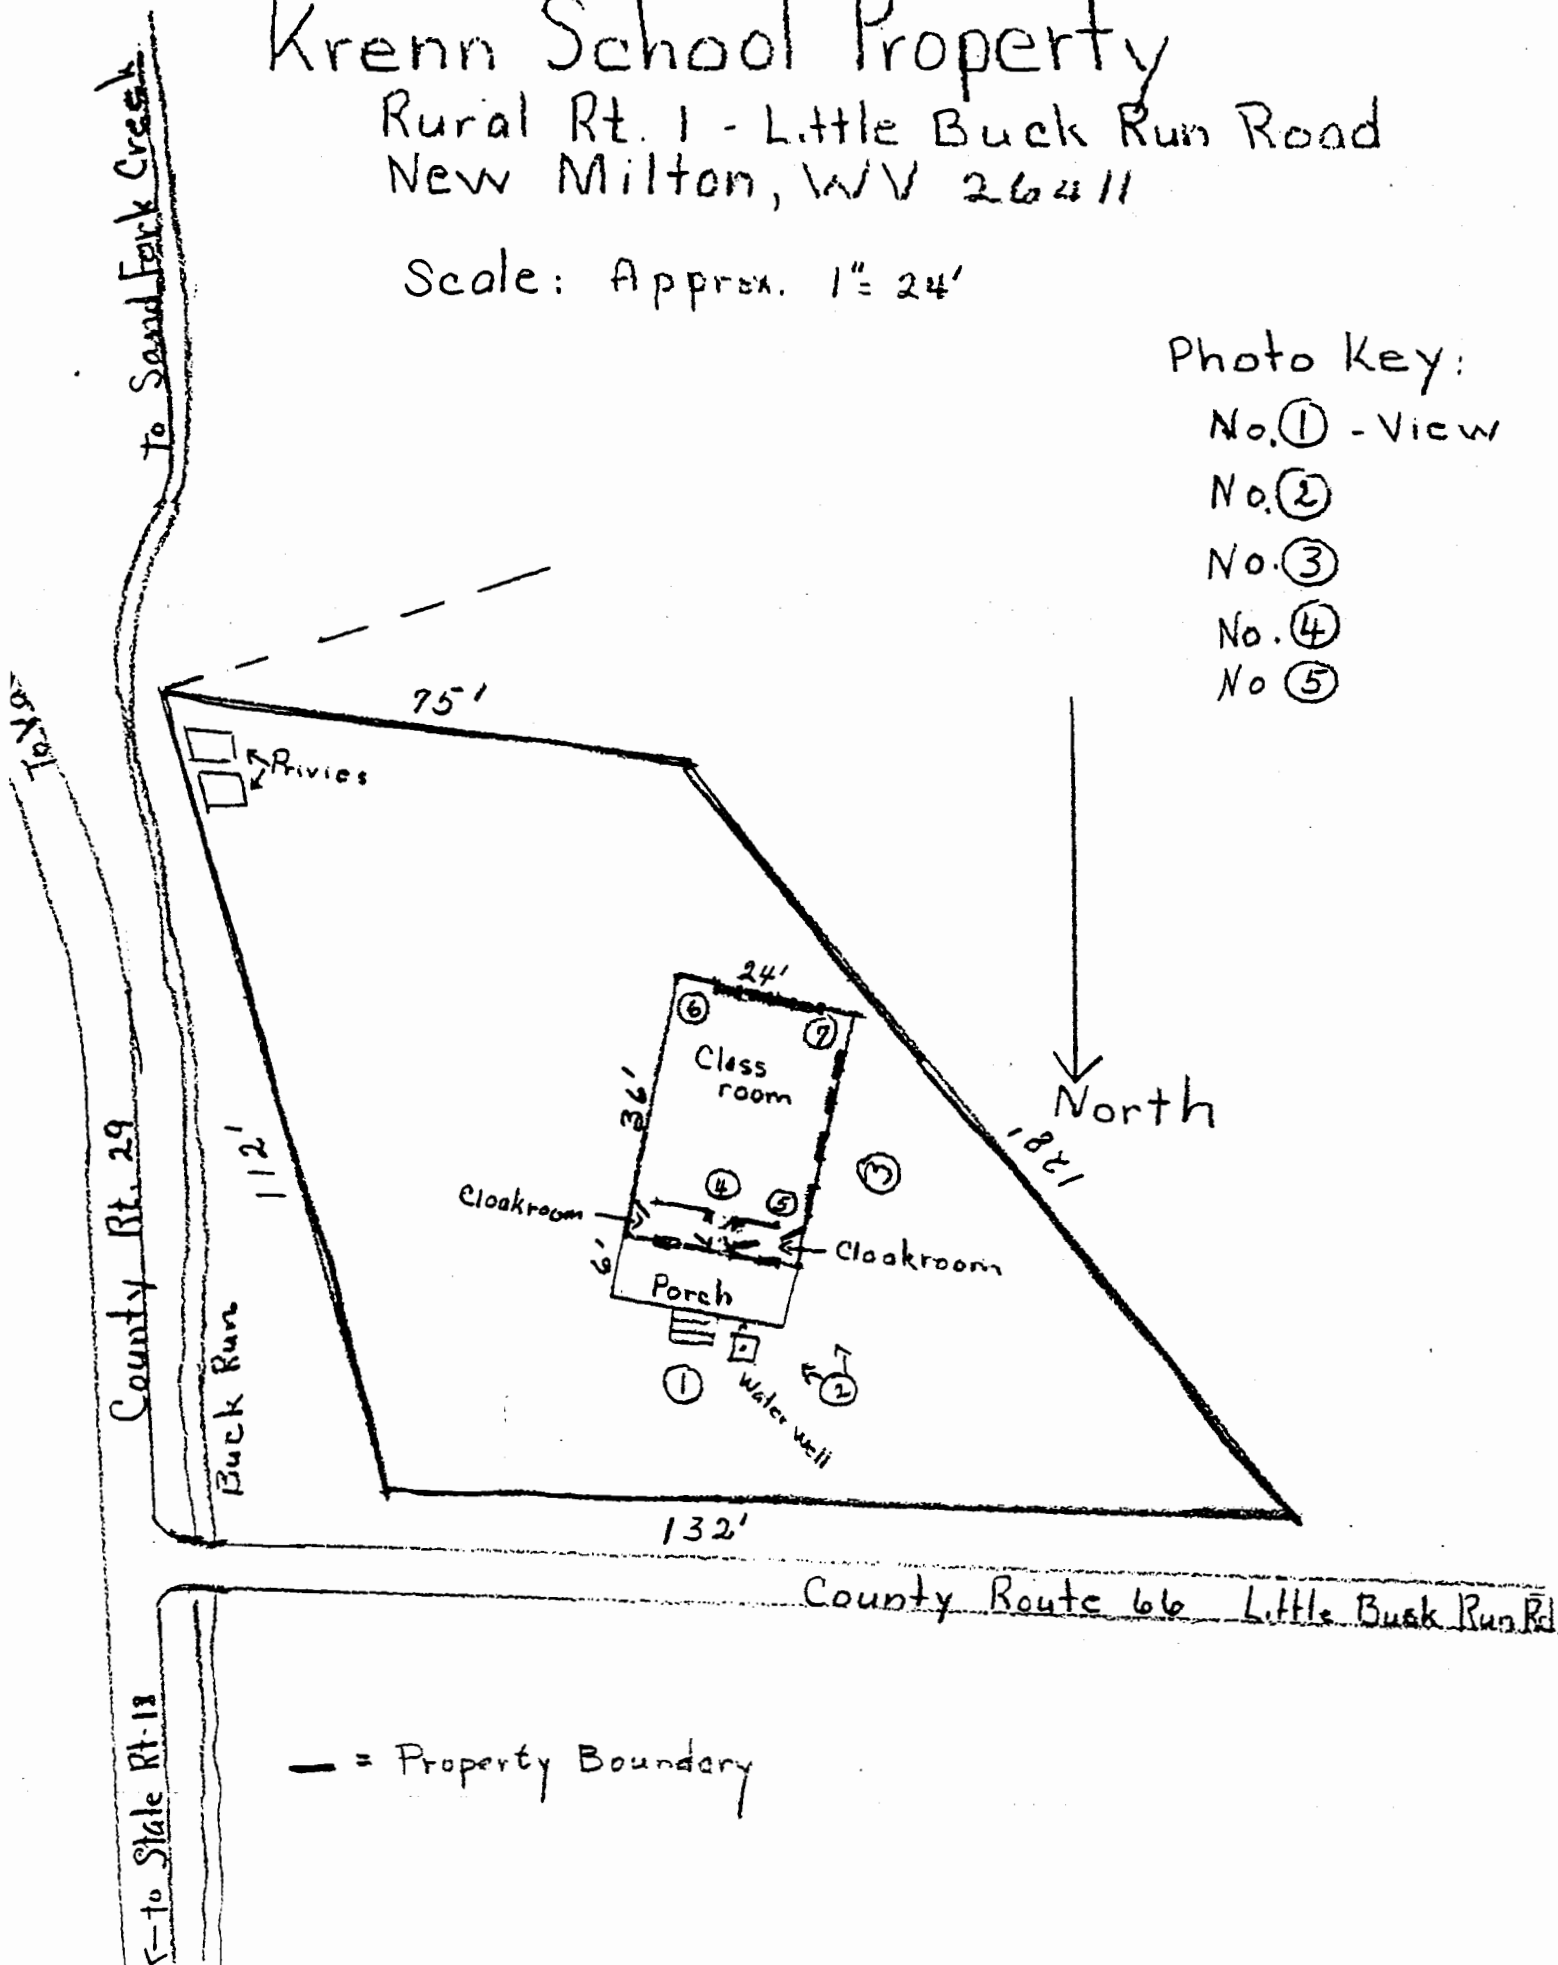 Krenn School Property
Rural Rt. 1 - Little Buck Run Road
New Milton, WV 26411
Scale: Approx. 1"= 24'
Photo Key:
No. 1 - View
No. 2
No. 3
No. 4
No 5
to Sand Fork Creek
75'
Privies
24'
6
7
Class
room
36'
North
128'
112'
County Rt. 29
3
4
5
Cloakroom
Cloakroom
6'
Porch
Buck Run
1
2
Water Well
132'
County Route 66 Little Buck Run Rd
to State Rt. 18
= Property Boundary